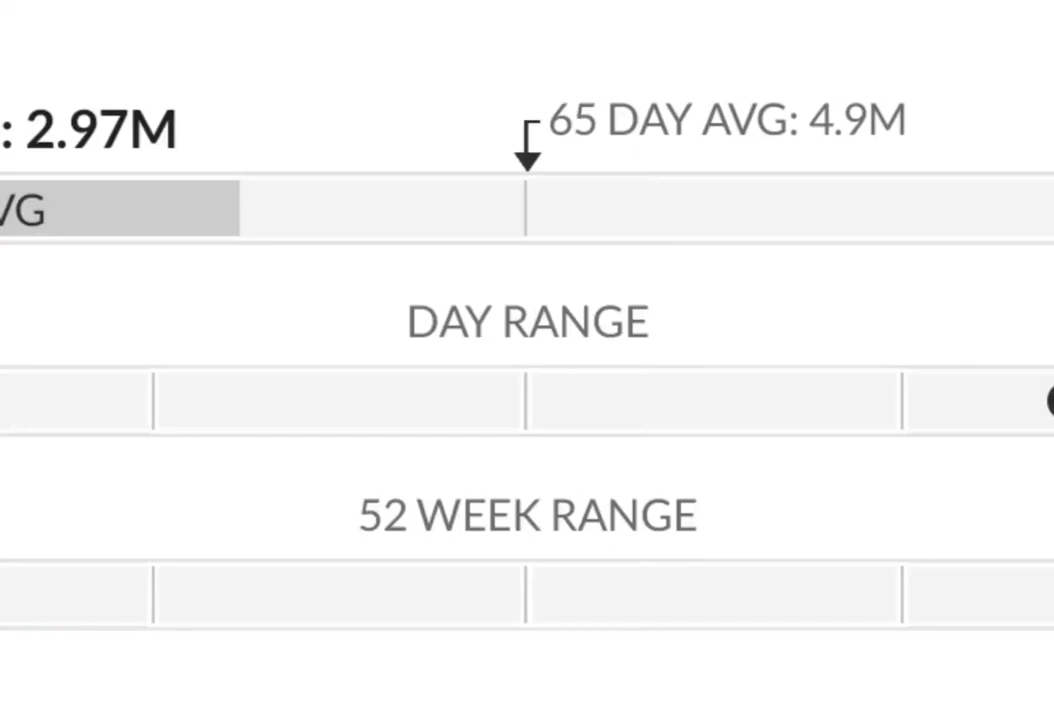 : 2.97M
65 DAY AVG: 4.9M
VG
DAY RANGE
52 WEEK RANGE